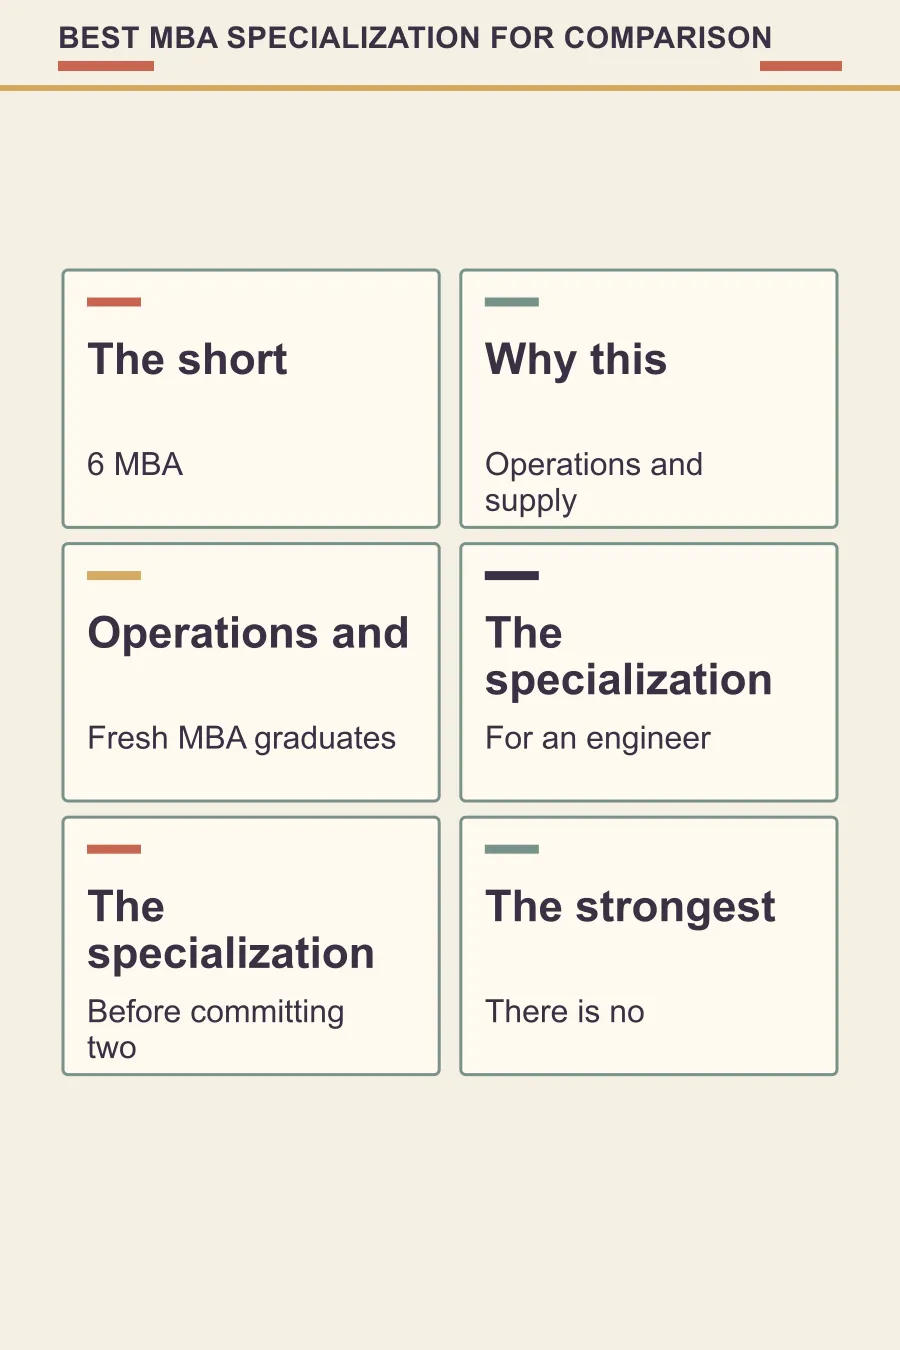 BEST MBA SPECIALIZATION FOR COMPARISON
The short
6 MBA
Why this
Operations and
supply
Operations and
Fresh MBA graduates
The
specialization
For an engineer
The
specialization
Before committing
two
The strongest
There is no